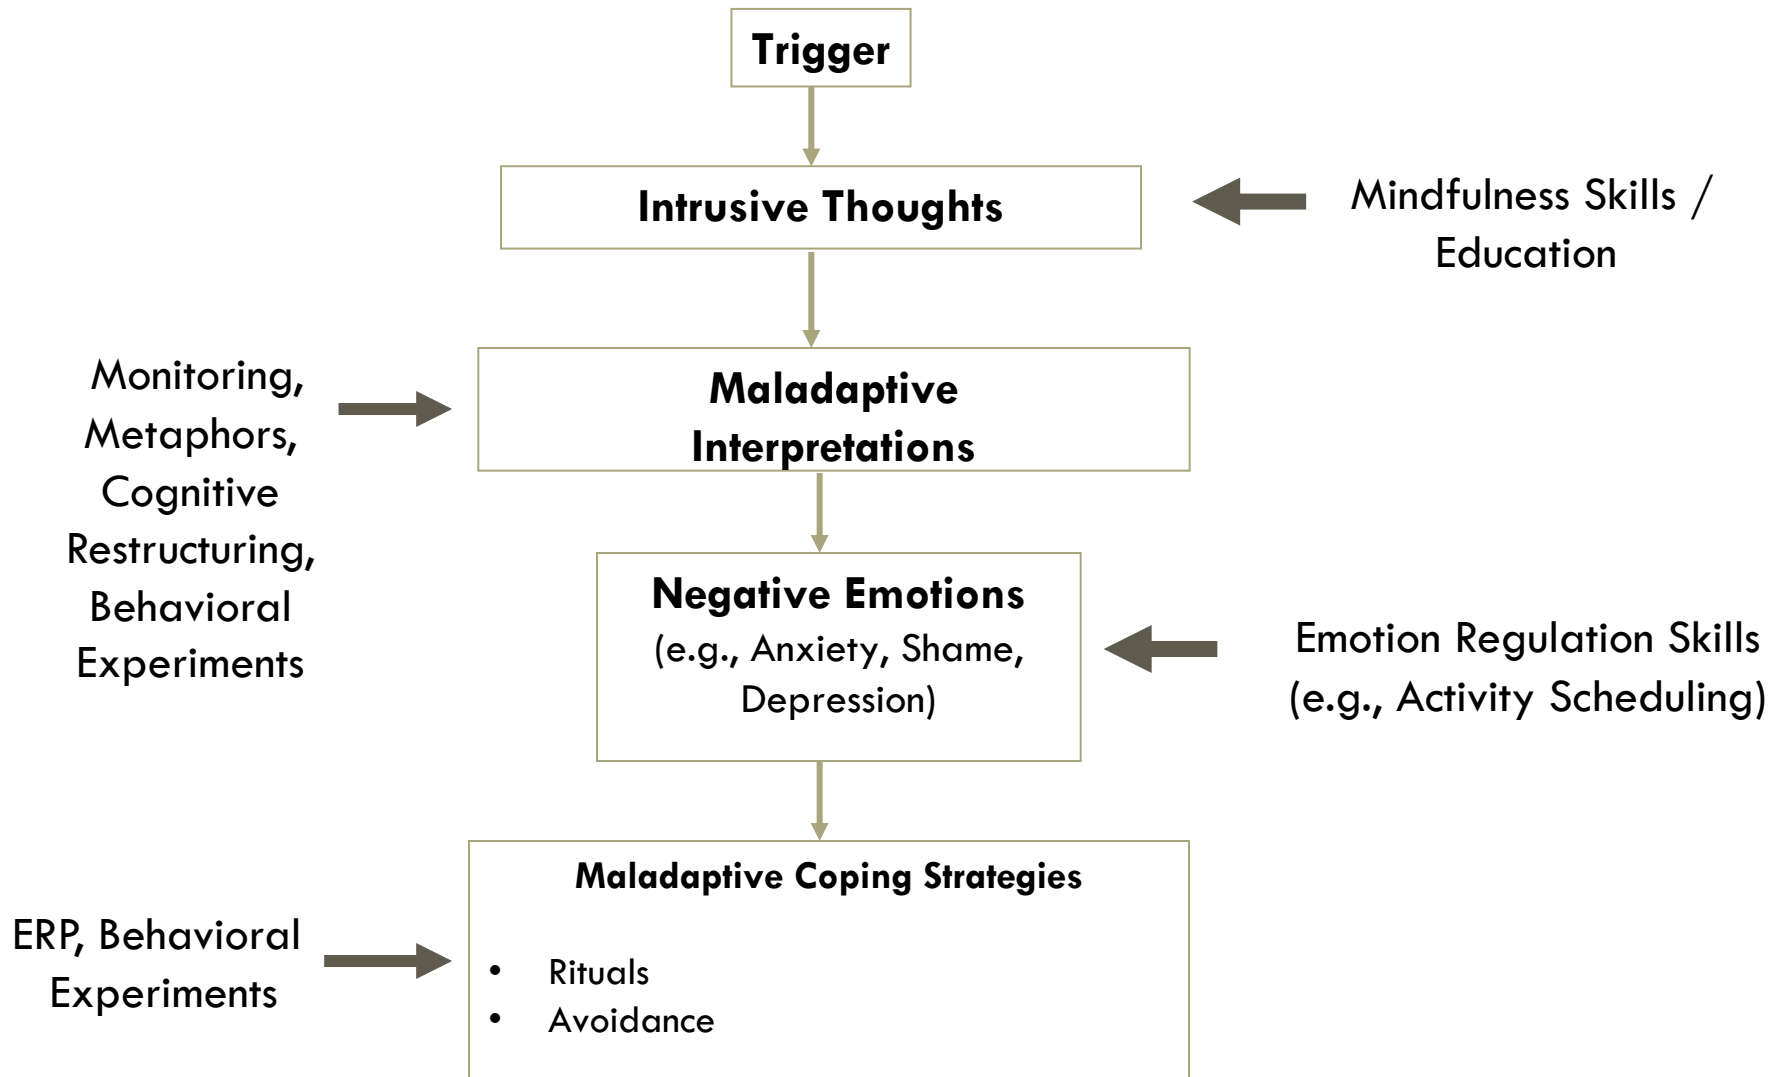 Trigger
Intrusive Thoughts
Mindfulness Skills /
Education
Monitoring,
Metaphors,
Cognitive
Restructuring,
Behavioral
Experiments
Maladaptive
Interpretations
Negative Emotions
(e.g., Anxiety, Shame,
Depression)
Emotion Regulation Skills
(e.g., Activity Scheduling)
Maladaptive Coping Strategies
ERP, Behavioral
Experiments
• Rituals
• Avoidance